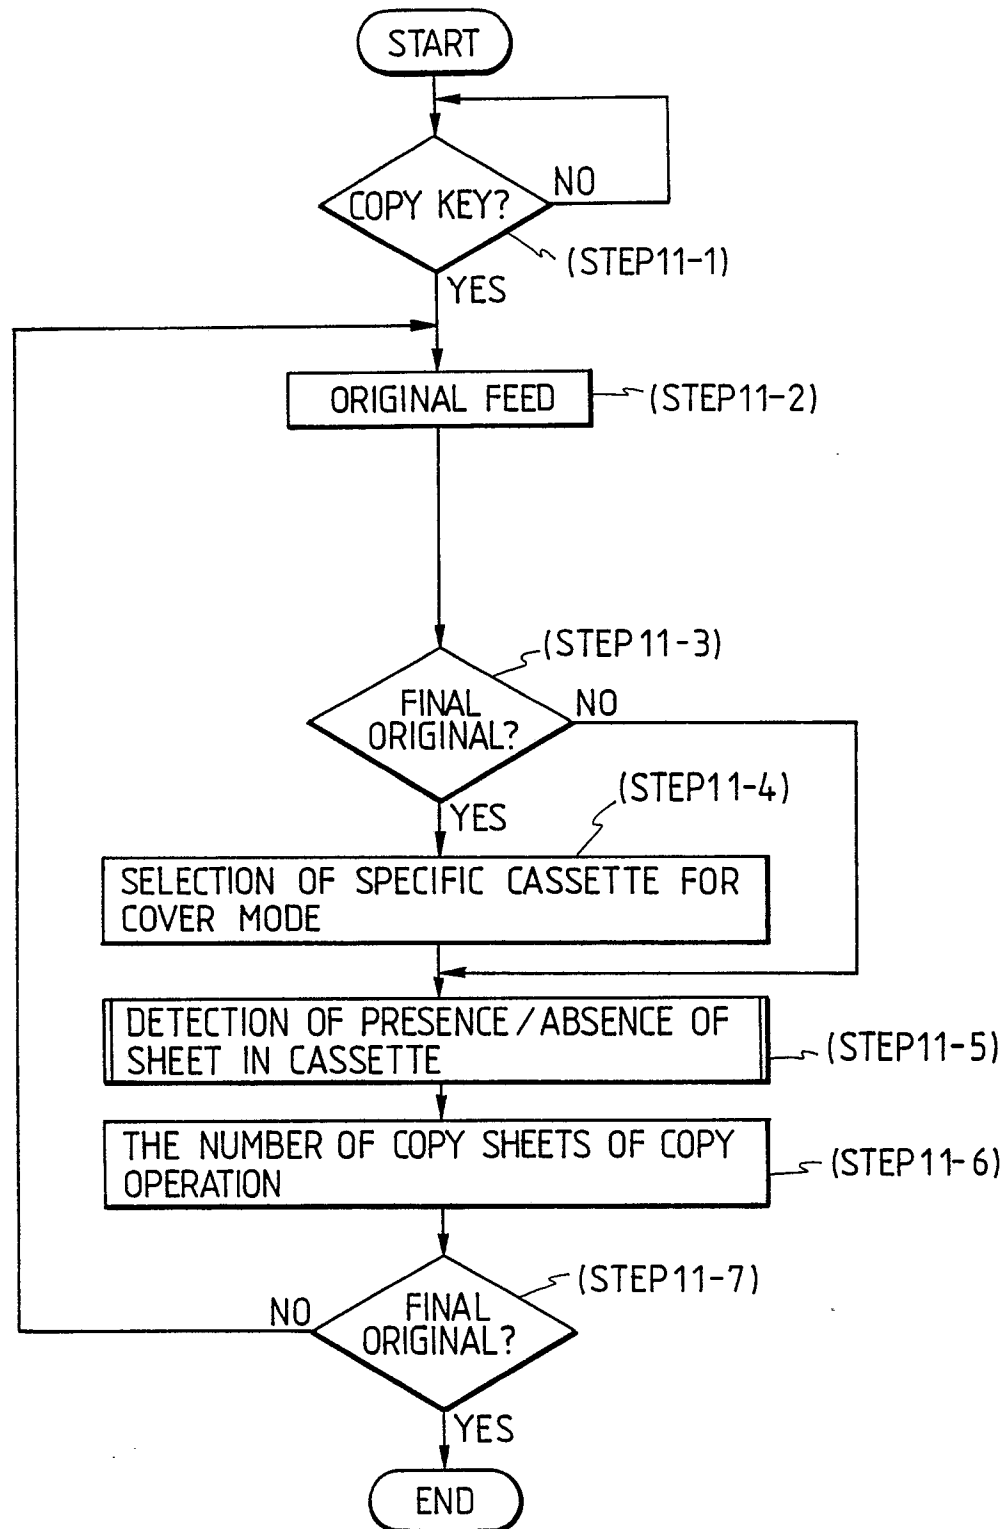 START
COPY KEY?
NO
(STEP11-1)
YES
ORIGINAL FEED
(STEP11-2)
(STEP11-3)
FINAL
ORIGINAL?
NO
(STEP11-4)
YES
SELECTION OF SPECIFIC CASSETTE FOR
COVER MODE
DETECTION OF PRESENCE/ABSENCE OF
SHEET IN CASSETTE
(STEP11-5)
THE NUMBER OF COPY SHEETS OF COPY
OPERATION
(STEP11-6)
(STEP11-7)
FINAL
ORIGINAL?
NO
YES
END